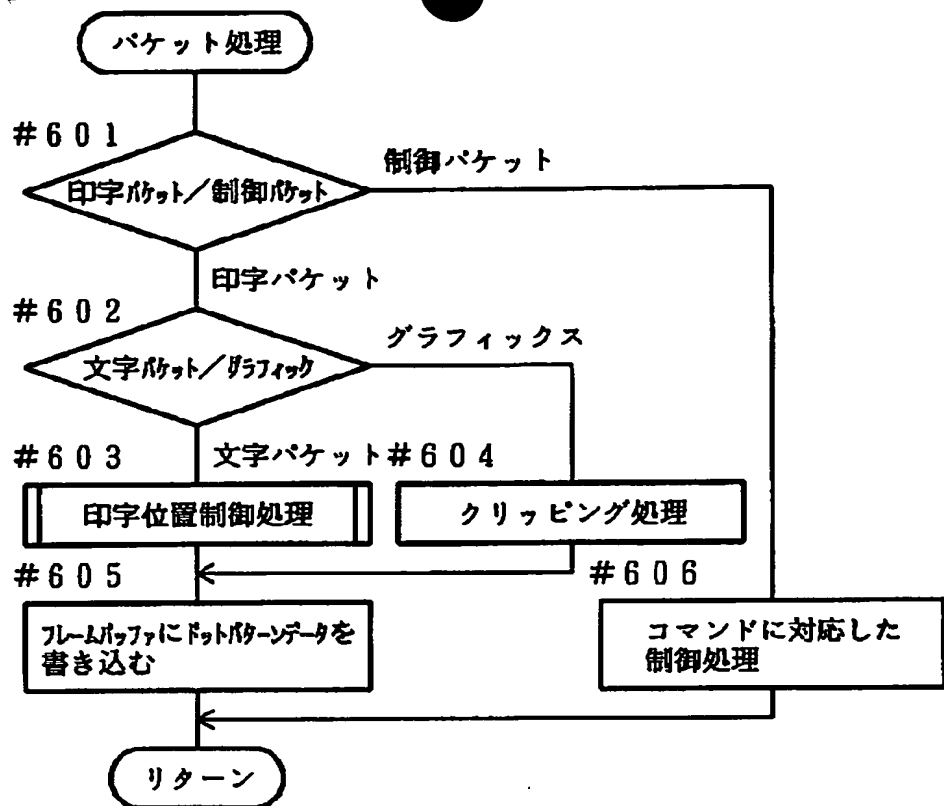 パケット処理
#601
制御パケット
印字パケット/制御パケット
印字パケット
#602
グラフィックス
文字パケット/グラフィック
#603
文字パケット
#604
印字位置制御処理
クリッピング処理
#605
#606
フレームバッファにドットパターンデータを
書き込む
コマンドに対応した
制御処理
リターン